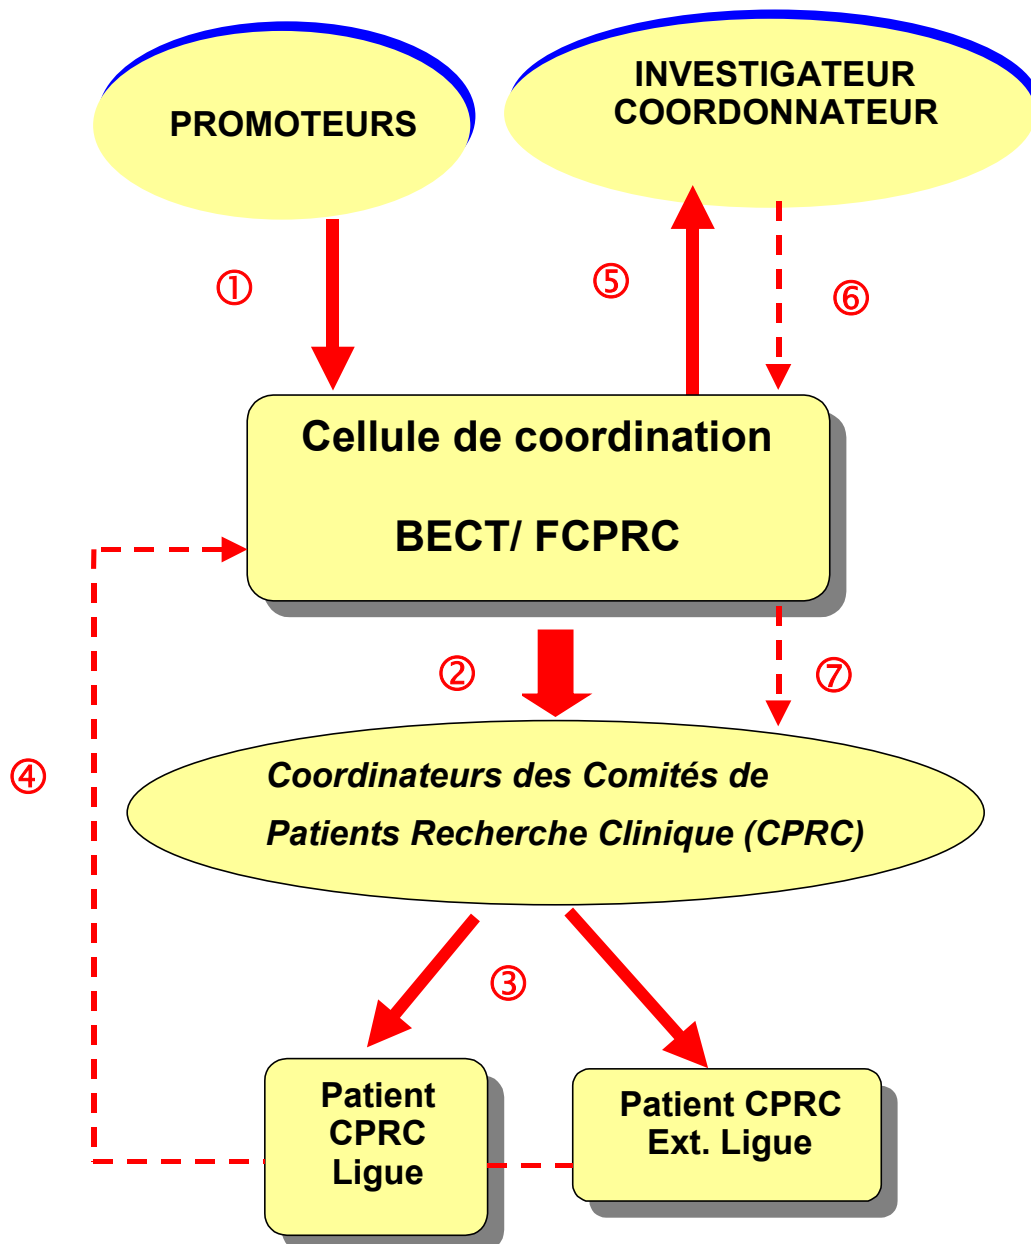 PROMOTEURS
INVESTIGATEUR
COORDONNATEUR
①
⑤
⑥
Cellule de coordination
BECT/ FCPRC
②
⑦
④
Coordinateurs des Comités de
Patients Recherche Clinique (CPRC)
③
Patient
CPRC
Ligue
Patient CPRC
Ext. Ligue